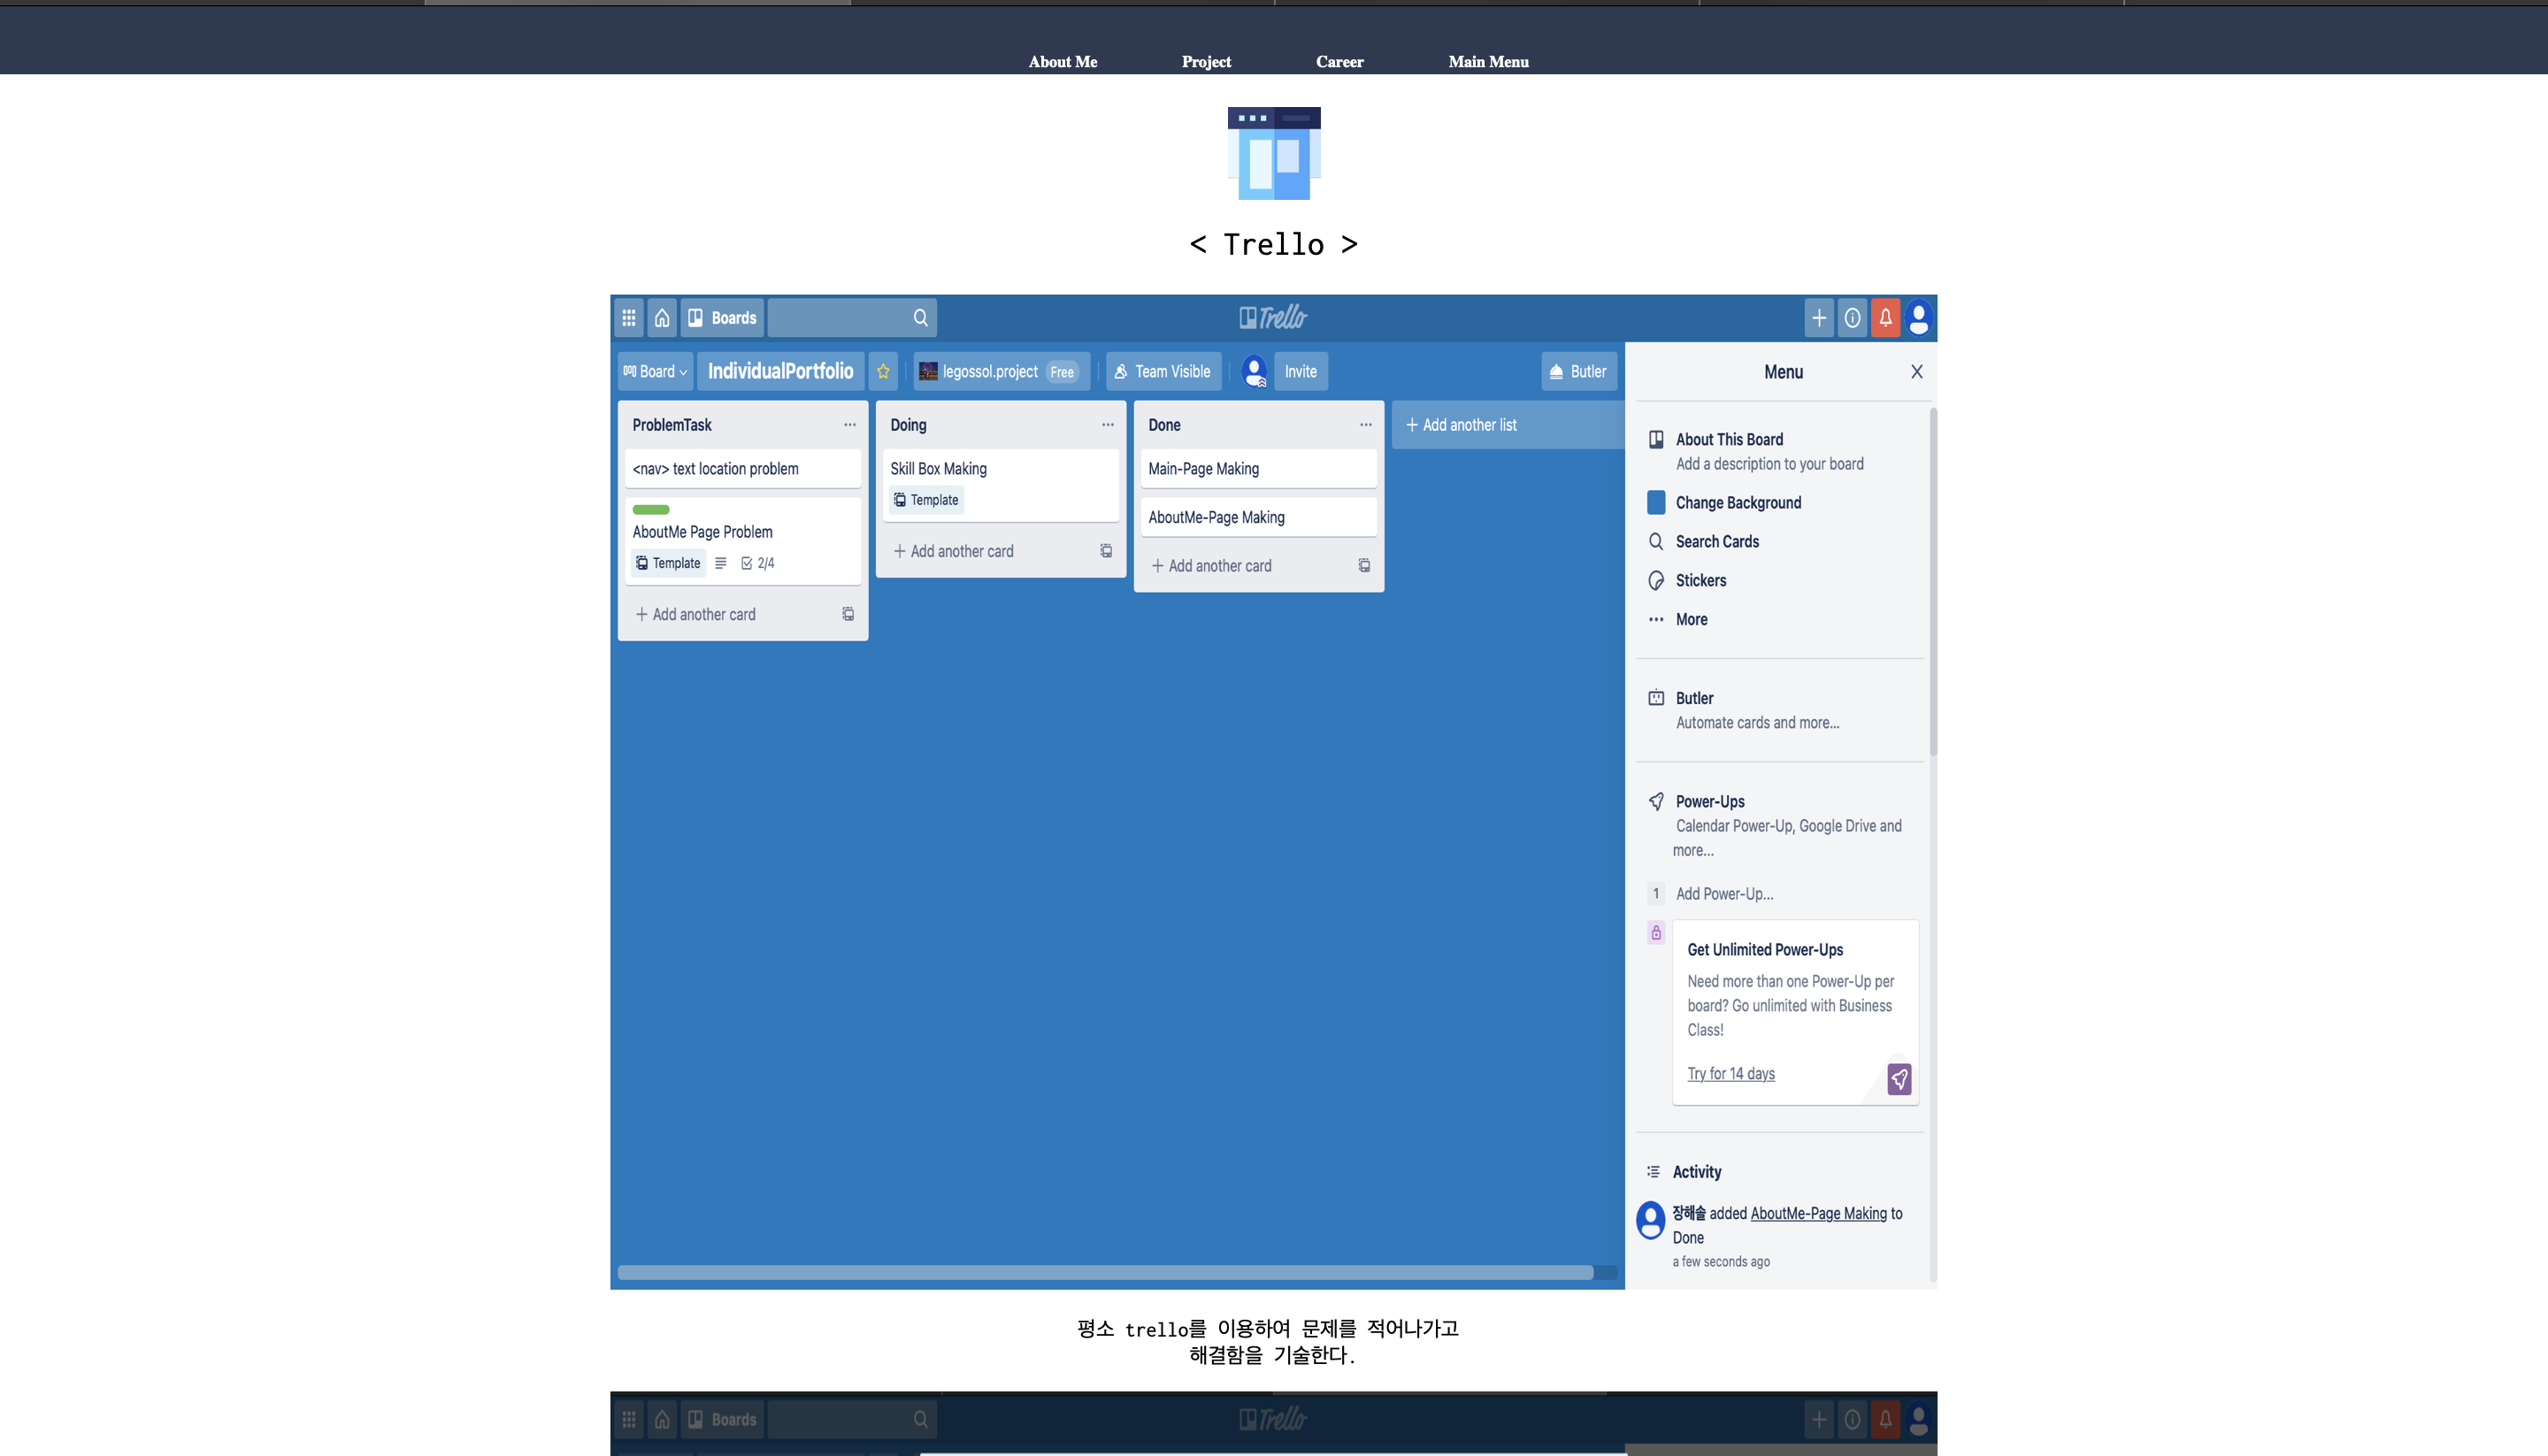 About Me Project Career Main Menu
< Trello >
Boards Trello
Board IndividualPortfolio legossol.project Free Team Visible Invite Butler
Menu
ProblemTask
<nav> text location problem
AboutMe Page Problem
Template 2/4
+ Add another card
Doing
Skill Box Making
Template
+ Add another card
Done
Main-Page Making
AboutMe-Page Making
+ Add another card
+ Add another list
About This Board
Add a description to your board
Change Background
Search Cards
Stickers
More
Butler
Automate cards and more...
Power-Ups
Calendar Power-Up, Google Drive and
more...
1 Add Power-Up...
Get Unlimited Power-Ups
Need more than one Power-Up per
board? Go unlimited with Business
Class!
Try for 14 days
Activity
장해솔 added AboutMe-Page Making to
Done
a few seconds ago
평소 trello를 이용하여 문제를 적어나가고
해결함을 기술한다.
Boards Trello